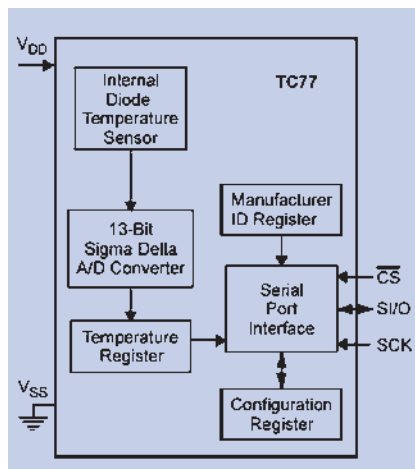 VDD
TC77
Internal
Diode
Temperature
Sensor
Manufacturer
ID Register
13-Bit
Sigma Delta
A/D Converter
Serial
Port
Interface
CS
SI/O
SCK
Temperature
Register
VSS
Configuration
Register